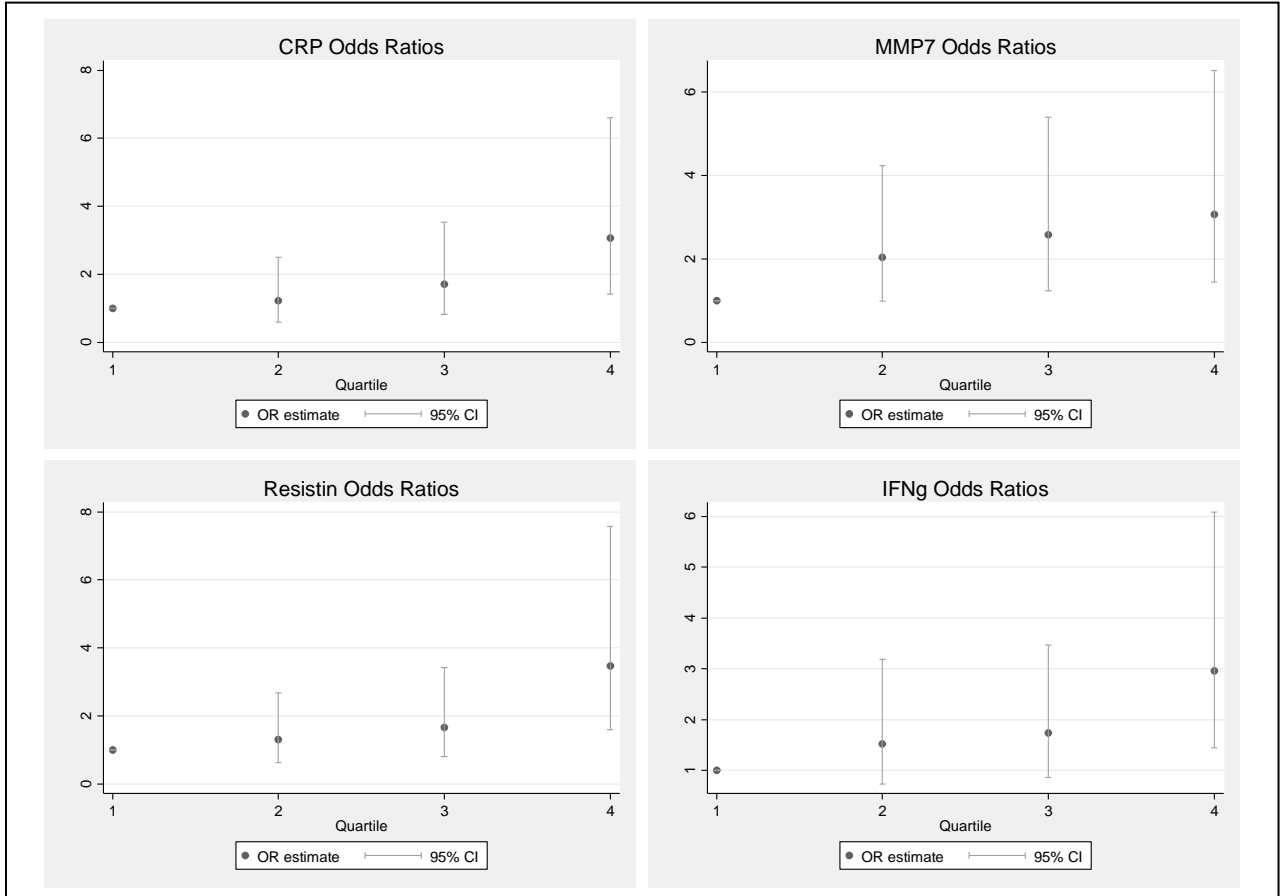 CRP Odds Ratios
8
6
4
2
0
1 2 3 4
Quartile
OR estimate 95% CI
MMP7 Odds Ratios
6
4
2
0
1 2 3 4
Quartile
OR estimate 95% CI
Resistin Odds Ratios
8
6
4
2
0
1 2 3 4
Quartile
OR estimate 95% CI
IFNg Odds Ratios
6
5
4
3
2
1
1 2 3 4
Quartile
OR estimate 95% CI